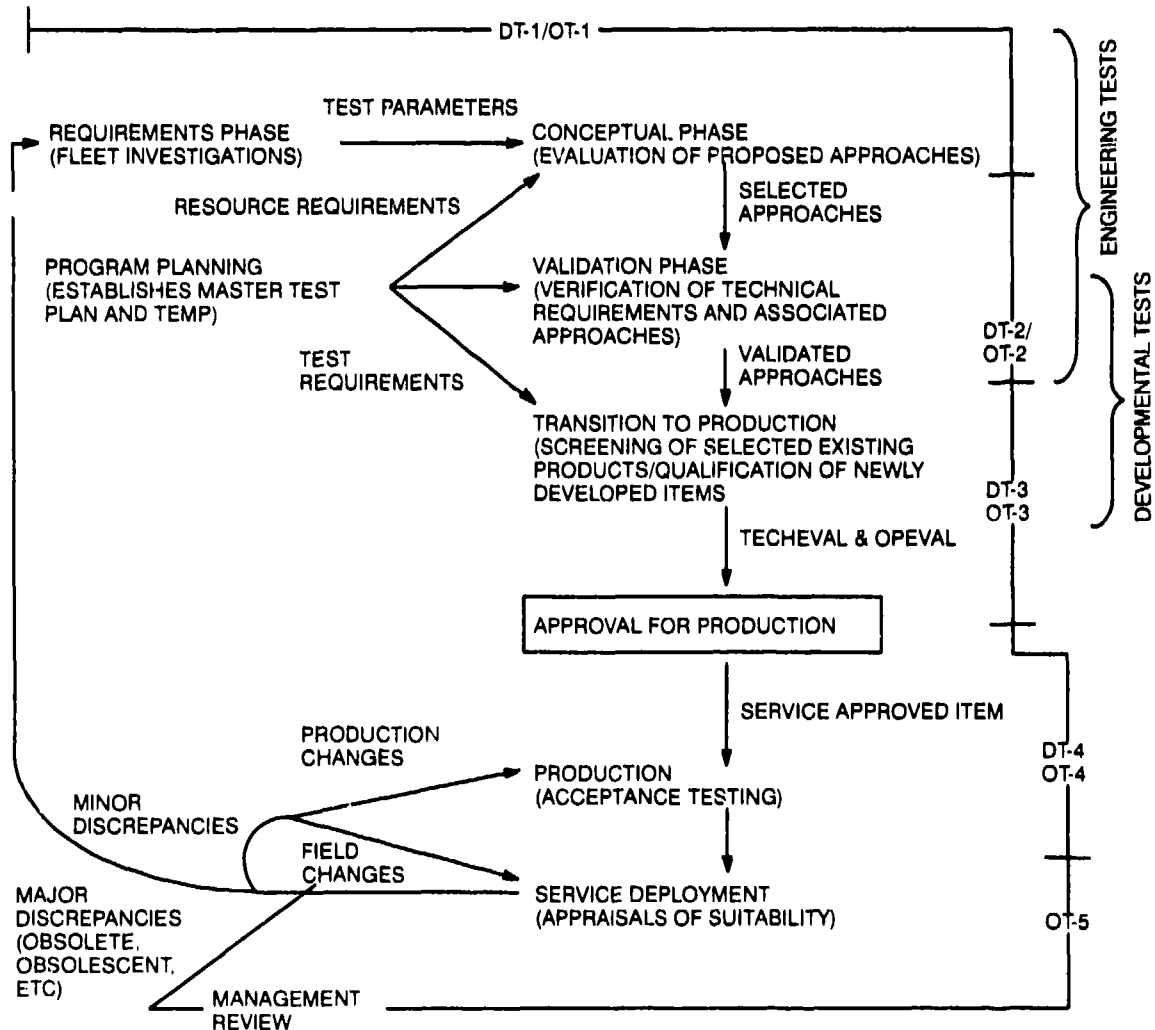 DT-1/OT-1
TEST PARAMETERS
REQUIREMENTS PHASE
(FLEET INVESTIGATIONS)
CONCEPTUAL PHASE
(EVALUATION OF PROPOSED APPROACHES)
RESOURCE REQUIREMENTS
SELECTED
APPROACHES
PROGRAM PLANNING
(ESTABLISHES MASTER TEST
PLAN AND TEMP)
VALIDATION PHASE
(VERIFICATION OF TECHNICAL
REQUIREMENTS AND ASSOCIATED
APPROACHES)
TEST
REQUIREMENTS
VALIDATED
APPROACHES
DT-2/
OT-2
ENGINEERING TESTS
DEVELOPMENTAL TESTS
TRANSITION TO PRODUCTION
(SCREENING OF SELECTED EXISTING
PRODUCTS/QUALIFICATION OF NEWLY
DEVELOPED ITEMS
DT-3
OT-3
TECHEVAL & OPEVAL
APPROVAL FOR PRODUCTION
SERVICE APPROVED ITEM
PRODUCTION
CHANGES
PRODUCTION
(ACCEPTANCE TESTING)
DT-4
OT-4
MINOR
DISCREPANCIES
FIELD
CHANGES
SERVICE DEPLOYMENT
(APPRAISALS OF SUITABILITY)
MAJOR
DISCREPANCIES
(OBSOLETE,
OBSOLESCENT,
ETC)
OT-5
MANAGEMENT
REVIEW